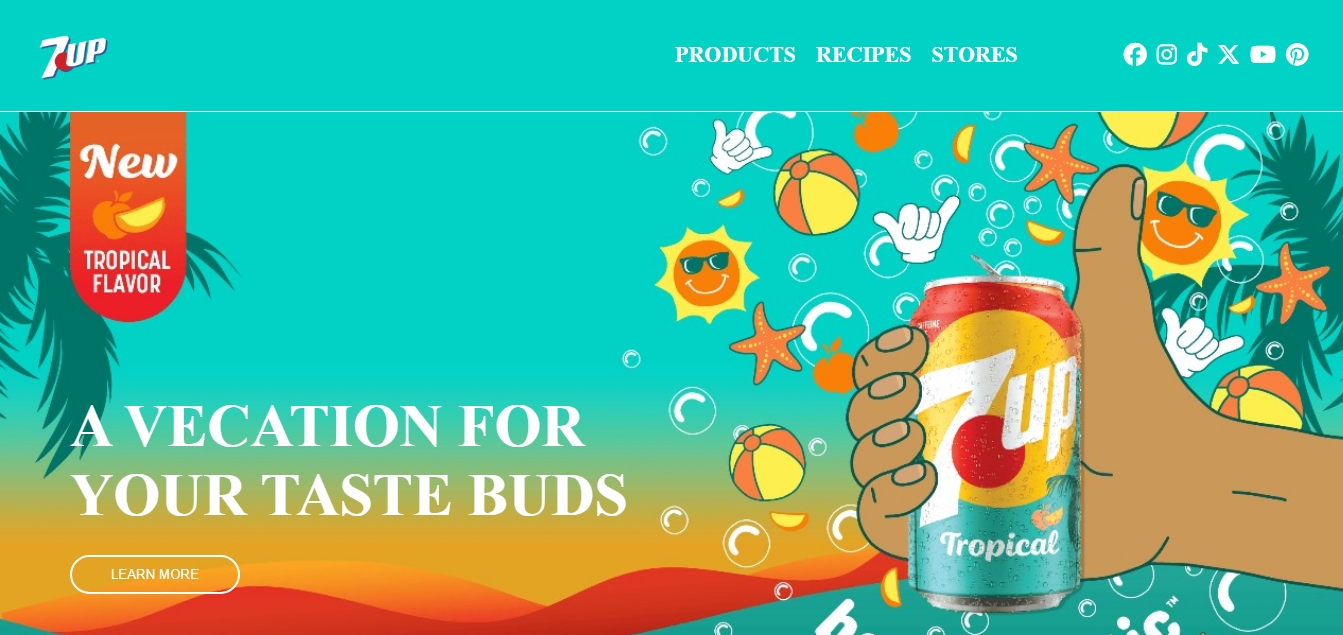 7UP
PRODUCTS RECIPES STORES
New
TROPICAL
FLAVOR
A VECATION FOR
YOUR TASTE BUDS
LEARN MORE
7UP
Tropical